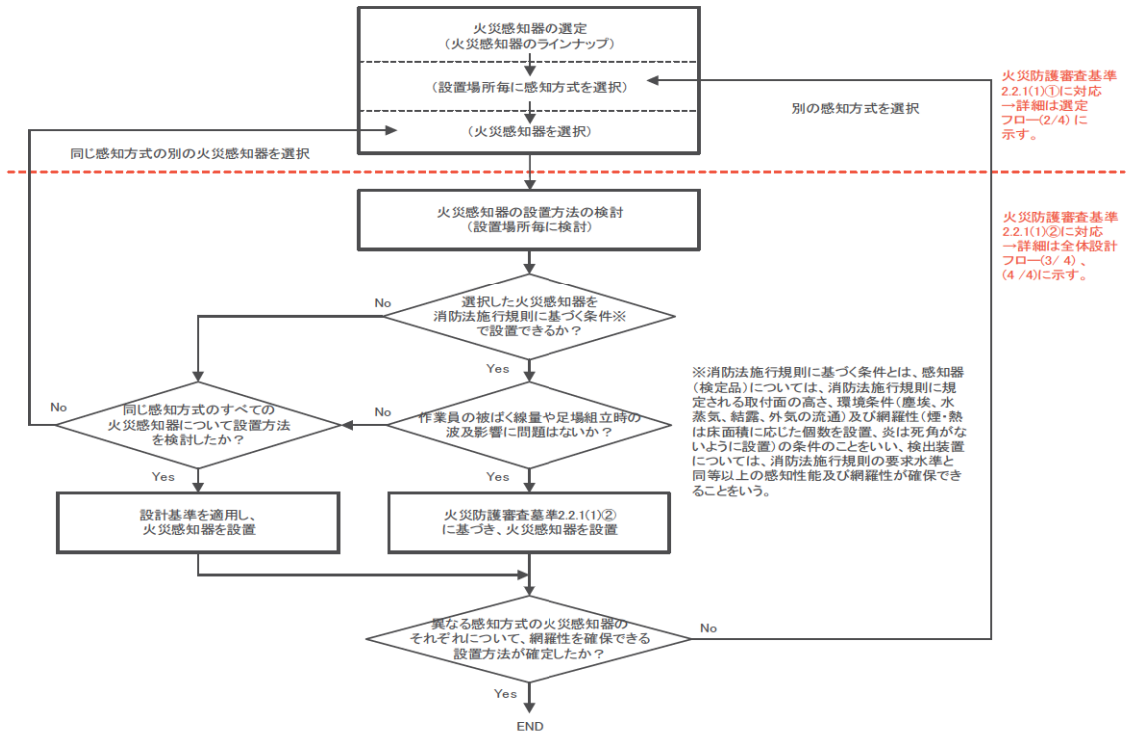 火災感知器の選定
(火災感知器のラインナップ)
(設置場所毎に感知方式を選択)
(火災感知器を選択)
別の感知方式を選択
火災防護審査基準
2.2.1(1)①に対応
→詳細は選定
フロー(2/4)に
示す。
同じ感知方式の別の火災感知器を選択
火災感知器の設置方法の検討
(設置場所毎に検討)
火災防護審査基準
2.2.1(1)②に対応
→詳細は全体設計
フロー(3/4)、
(4/4)に示す。
選択した火災感知器を
消防法施行規則に基づく条件※
で設置できるか?
No
Yes
※消防法施行規則に基づく条件とは、感知器
(検定品)については、消防法施行規則に規
定される取付面の高さ、環境条件(塵埃、水
蒸気、結露、外気の流通)及び網羅性(煙・熱
は床面積に応じた個数を設置、炎は死角がな
いように設置)の条件のことをいい、検出装置
については、消防法施行規則の要求水準と
同等以上の感知性能及び網羅性が確保でき
ることをいう。
No
同じ感知方式のすべての
火災感知器について設置方法
を検討したか?
Yes
No
作業員の被ばく線量や足場組立時の
波及影響に問題はないか?
Yes
設計基準を適用し、
火災感知器を設置
火災防護審査墓準2.2.1(1)②
に基づき、火災感知器を設置
異なる感知方式の火災感知器の
それぞれについて、網羅性を確保できる
設置方法が確定したか?
No
Yes
END